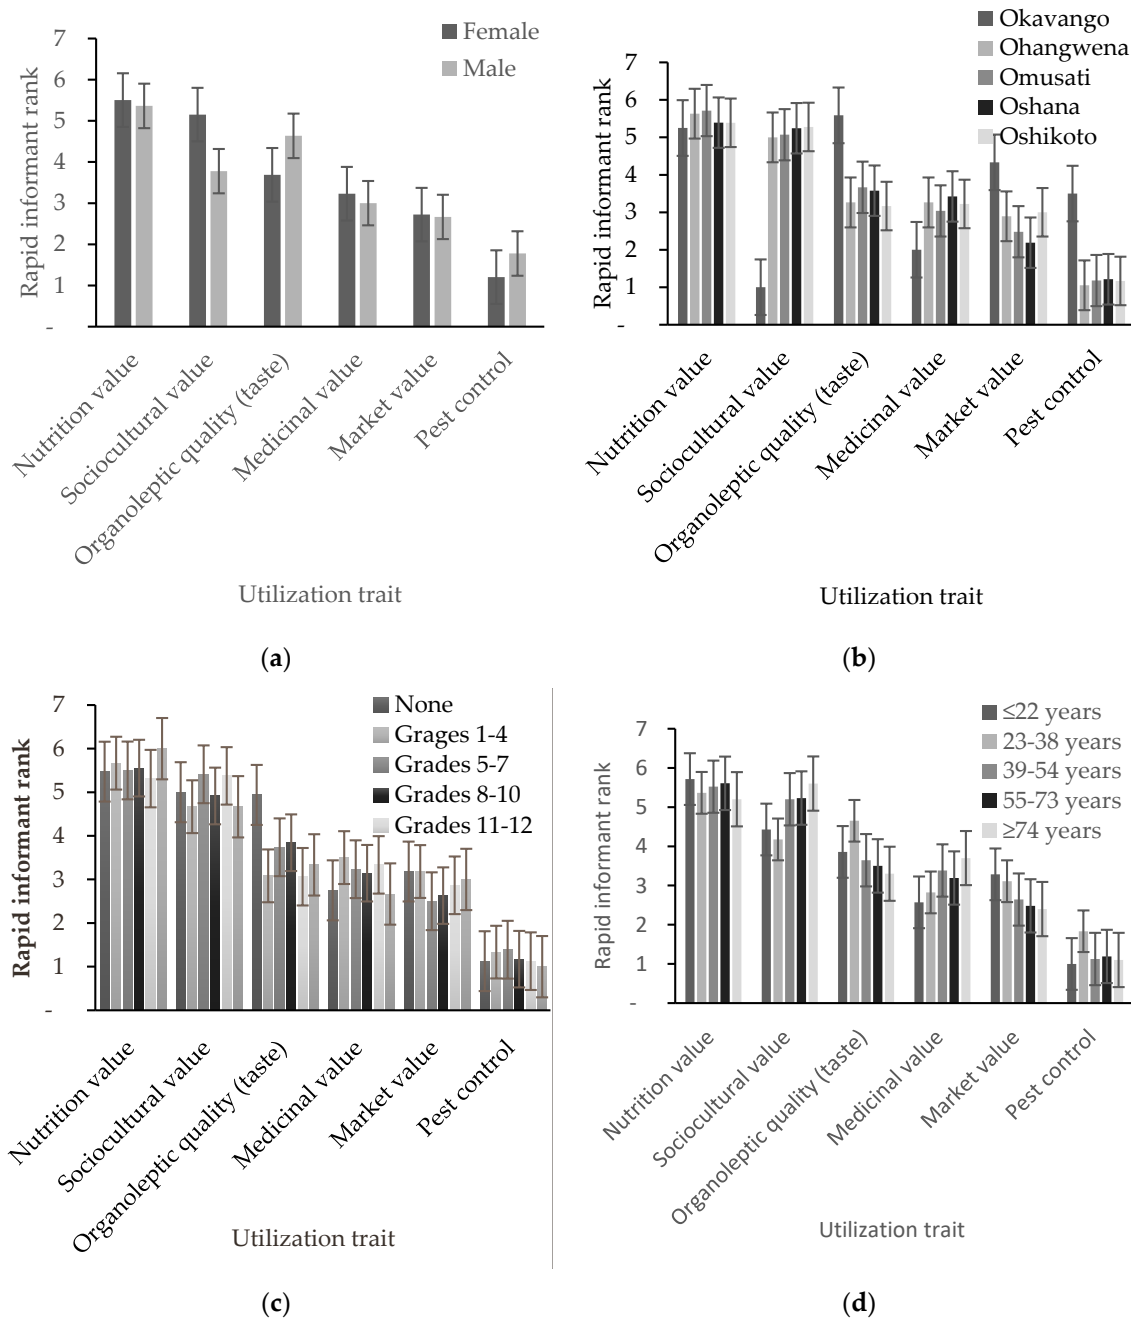 Female
Male
7
6
5
4
3
2
1
-
Rapid informant rank
Nutrition value
Sociocultural value
Organoleptic quality (taste)
Medicinal value
Market value
Pest control
Utilization trait
(a)
Okavango
Ohangwena
Omusati
Oshana
Oshikoto
7
6
5
4
3
2
1
-
Rapid informant rank
Nutrition value
Sociocultural value
Organoleptic quality (taste)
Medicinal value
Market value
Pest control
Utilization trait
(b)
None
Grages 1-4
Grades 5-7
Grades 8-10
Grades 11-12
7
6
5
4
3
2
1
-
Rapid informant rank
Nutrition value
Sociocultural value
Organoleptic quality (taste)
Medicinal value
Market value
Pest control
Utilization trait
(c)
≤22 years
23-38 years
39-54 years
55-73 years
≥74 years
7
6
5
4
3
2
1
-
Rapid informant rank
Nutrition value
Sociocultural value
Organoleptic quality (taste)
Medicinal value
Market value
Pest control
Utilization trait
(d)